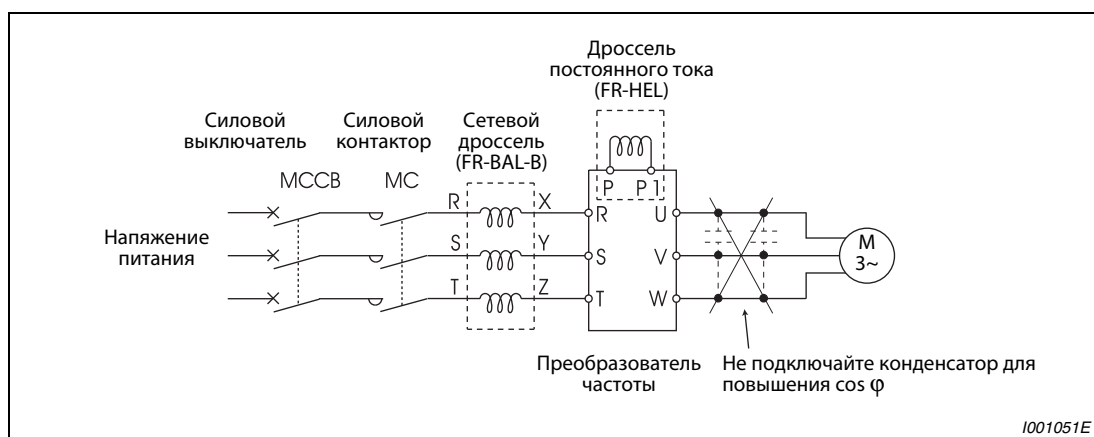 Дроссель
постоянного тока
(FR-HEL)
Силовой
выключатель
Силовой
контактор
Сетевой
дроссель
(FR-BAL-B)
MCCB
MC
P P1
R X R U
Напяжение
питания
S Y S V
M
3~
T Z T W
Преобразователь
частоты
Не подключайте конденсатор для
повышения cos φ
I001051E